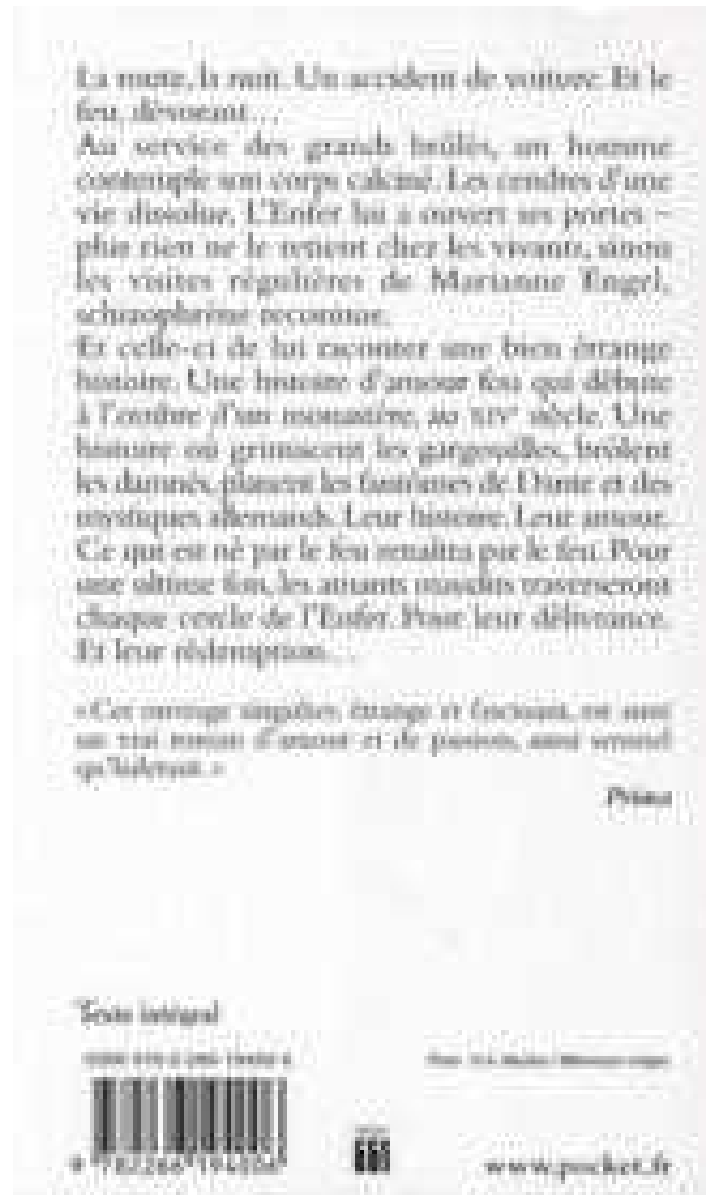 La route, la nuit. Un accident de voiture. Et le
feu, dévorant…
Au service des grands brûlés, un homme
contemple son corps calciné. Les cendres d'une
vie dissolue. L'Enfer lui a ouvert ses portes –
plus rien ne le retient chez les vivants, sinon
les visites régulières de Marianne Engel,
schizophrène reconnue.
Et celle-ci de lui raconter une bien étrange
histoire. Une histoire d'amour fou qui débute
à l'ombre d'un monastère, au XIVe siècle. Une
histoire où grimacent les gargouilles, brûlent
les damnés, planent les fantômes de Dante et des
mystiques allemands. Leur histoire. Leur amour.
Ce qui est né par le feu renaîtra par le feu. Pour
une ultime fois, les amants maudits traverseront
chaque cercle de l'Enfer. Pour leur délivrance.
Et leur rédemption…
« Cet ouvrage singulier, étrange et fascinant, est aussi
un vrai roman d'amour et de passion, aussi sensuel
qu'haletant. »
Prima
Texte intégral
ISBN
www.pocket.fr